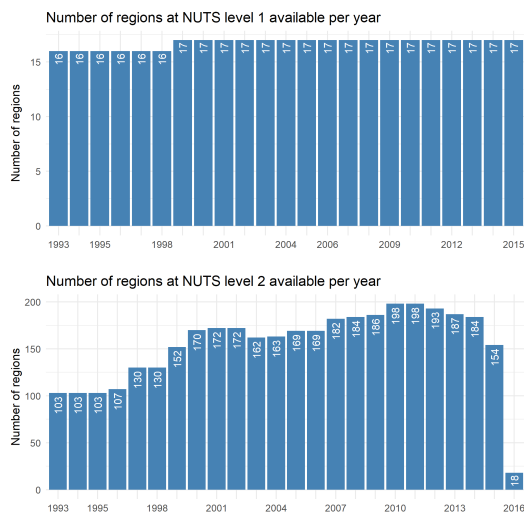 Number of regions at NUTS level 1 available per year
Number of regions
15
10
5
0
16 16 16 16 16 16 17 17 17 17 17 17 17 17 17 17 17 17 17 17 17 17 17
1993 1995 1998 2001 2004 2006 2009 2012 2015
Number of regions at NUTS level 2 available per year
Number of regions
200
150
100
50
0
103 103 103 107 130 130 152 170 172 172 162 163 169 169 182 184 186 198 198 193 187 184 154 18
1993 1995 1998 2001 2004 2007 2010 2013 2016